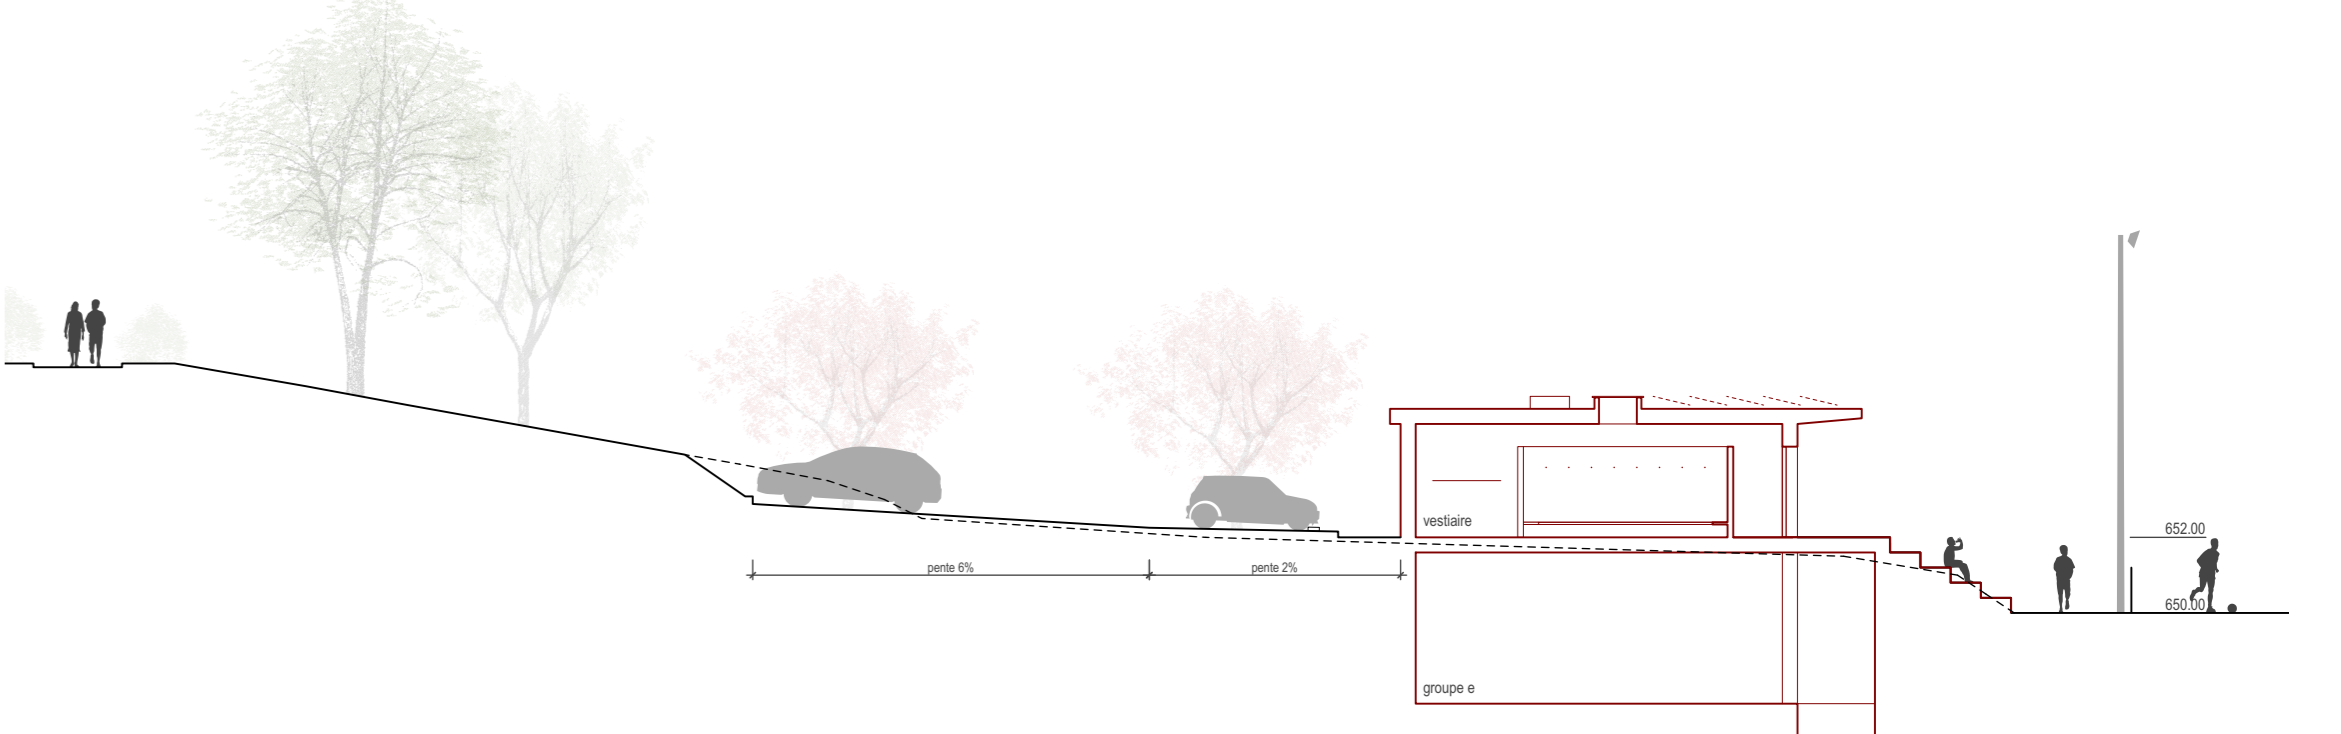 vestiaire
652.00
pente 6%
pente 2%
650.00
groupe e